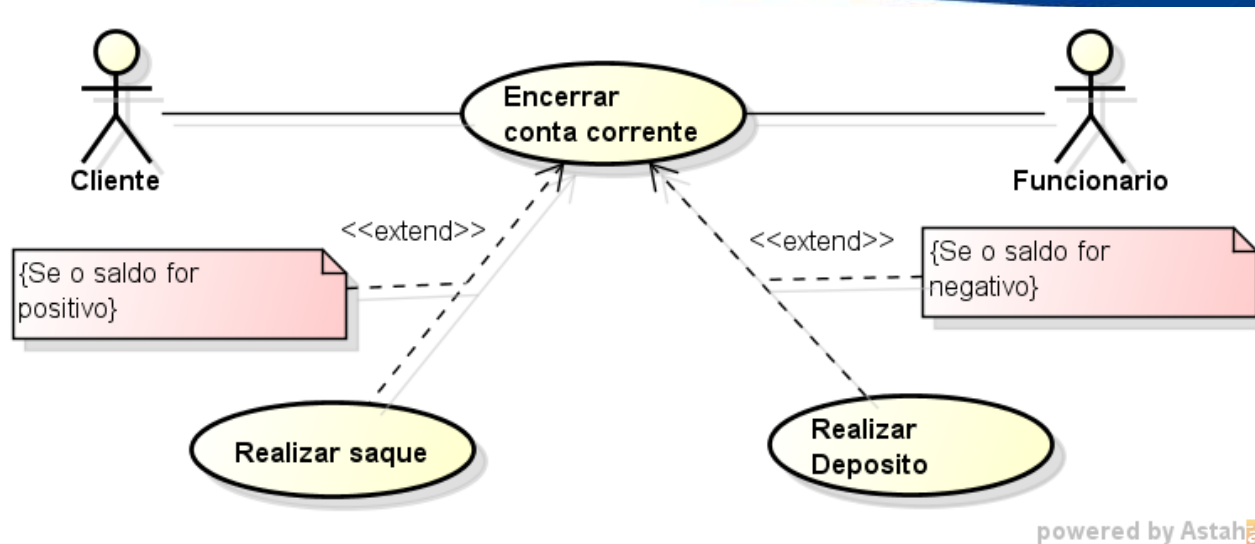 Encerrar
conta corrente
Cliente
Funcionario
<<extend>>
<<extend>>
{Se o saldo for
positivo}
{Se o saldo for
negativo}
Realizar saque
Realizar
Deposito
powered by Astah